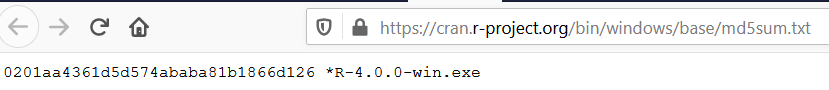 https://cran.r-project.org/bin/windows/base/md5sum.txt
0201aa4361d5d574ababa81b1866d126 *R-4.0.0-win.exe